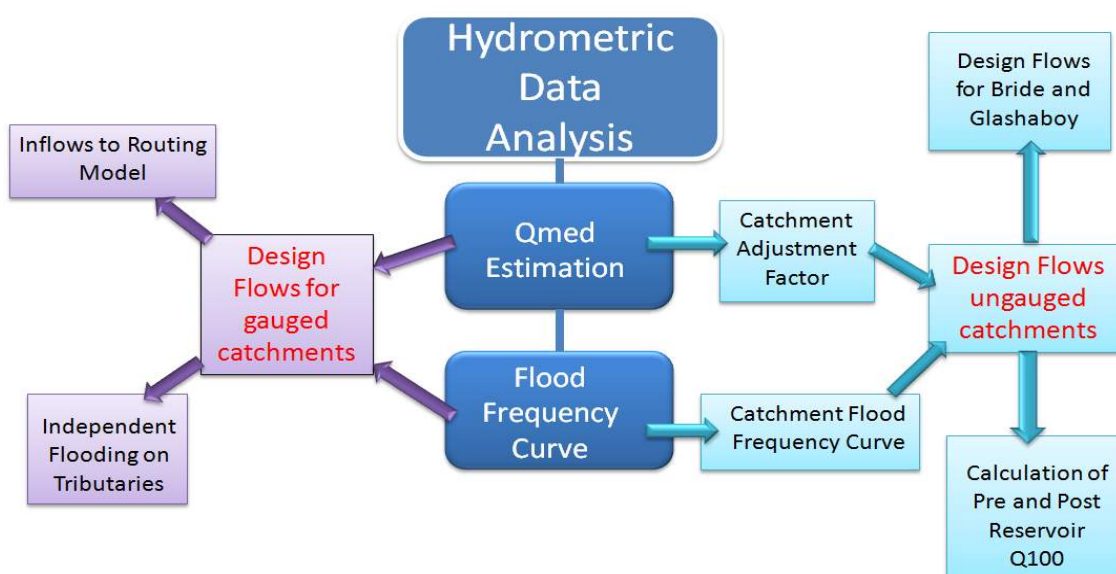 Hydrometric
Data
Analysis
Inflows to Routing
Model
Qmed
Estimation
Design
Flows for
gauged
catchments
Flood
Frequency
Curve
Independent
Flooding on
Tributaries
Catchment
Adjustment
Factor
Catchment Flood
Frequency Curve
Design Flows
for Bride and
Glashaboy
Design Flows
ungauged
catchments
Calculation of
Pre and Post
Reservoir
Q100